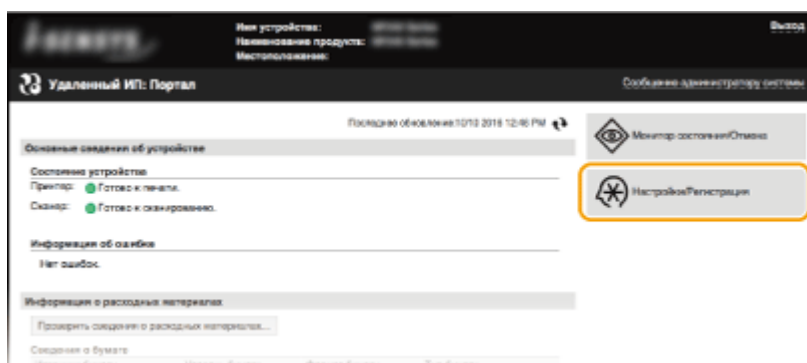 i-SENSYS
Имя устройства:
Наименование продукта:
Местоположение:
Выход
Удаленный ИП: Портал
Сообщение администратору системы
Последнее обновление:10/10 2016 12:46 PM
Основные сведения об устройстве
Состояние устройства
Принтер: Готово к печати.
Сканер: Готово к сканированию.
Информация об ошибке
Нет ошибок.
Информация о расходных материалах
Проверить сведения о расходных материалах...
Сведения о бумаге
Монитор состояния/Отмена
Настройки/Регистрация